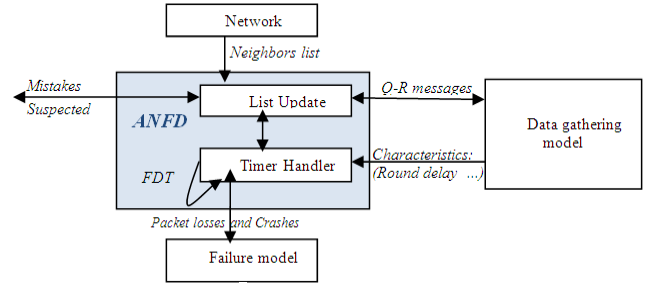 Network
Neighbors list
Mistakes
Suspected
ANFD
List Update
Q-R messages
Data gathering
model
Characteristics:
(Round delay ...)
Timer Handler
FDT
Packet losses and Crashes
Failure model